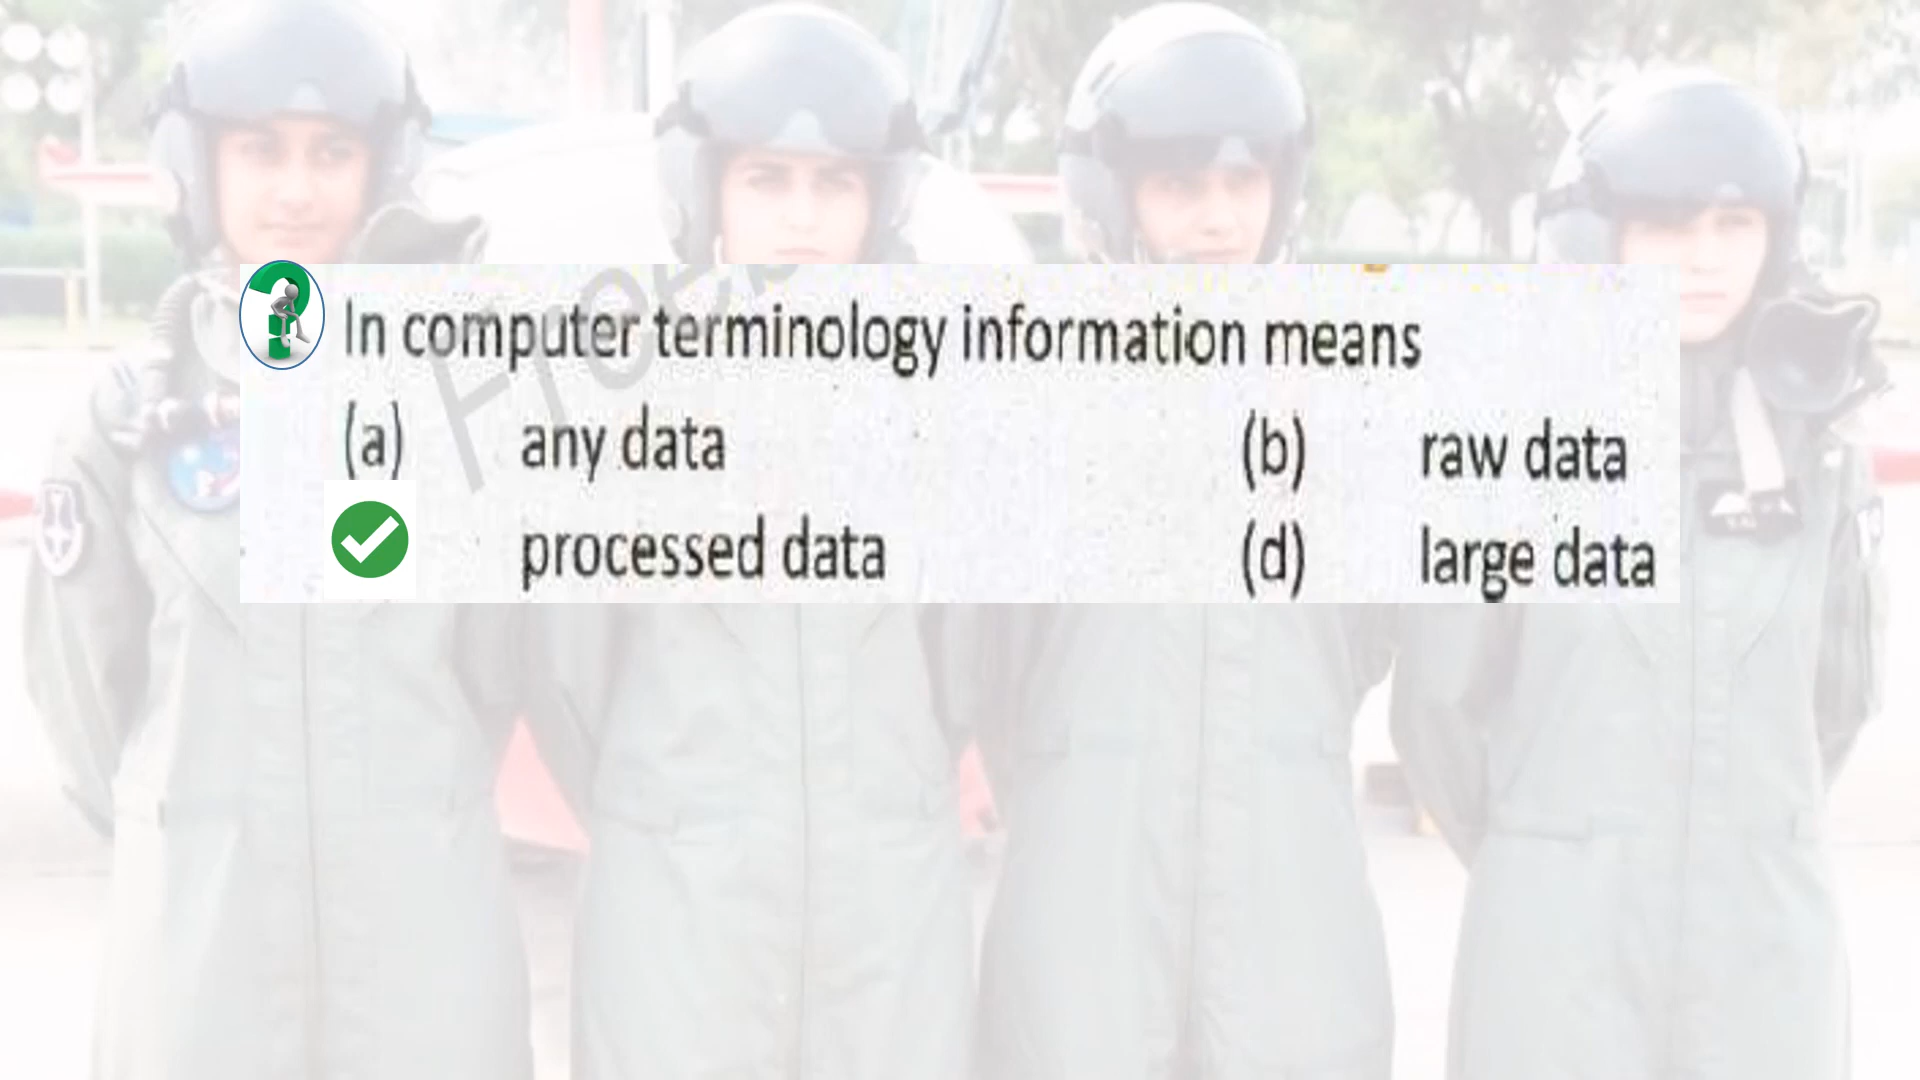 In computer terminology information means
(a) any data (b) raw data
processed data (d) large data